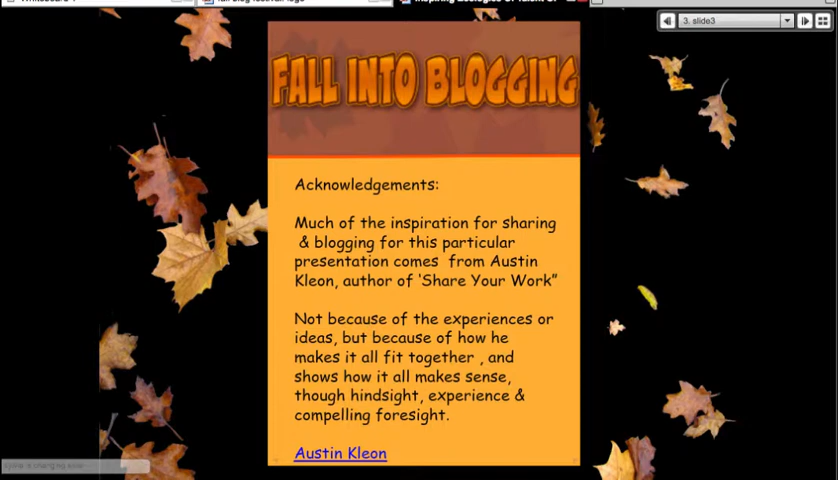 3. slide3
FALL INTO BLOGGING
Acknowledgements:
Much of the inspiration for sharing
& blogging for this particular
presentation comes from Austin
Kleon, author of ‘Share Your Work”
Not because of the experiences or
ideas, but because of how he
makes it all fit together , and
shows how it all makes sense,
though hindsight, experience &
compelling foresight.
Austin Kleon